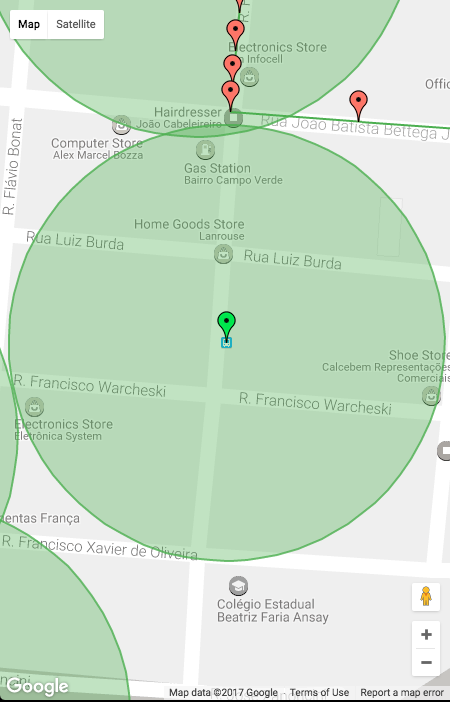 Map
Satellite
R. F
Electronics Store
Infocell
Offic
Hairdresser
João Cabeleireiro
Rua João Batista Bettega J
Computer Store
Alex Marcel Bozza
R. Flávio Bonat
Gas Station
Bairro Campo Verde
Home Goods Store
Lanrouse
Rua Luiz Burda
Rua Luiz Burda
Shoe Store
Calcebem Representações
Comerciais
R. Francisco Warcheski
R. Francisco Warcheski
Electronics Store
Eletrônica System
mentas França
R. Francisco Xavier de Oliveira
Colégio Estadual
Beatriz Faria Ansay
Google
Map data ©2017 Google
Terms of Use
Report a map error